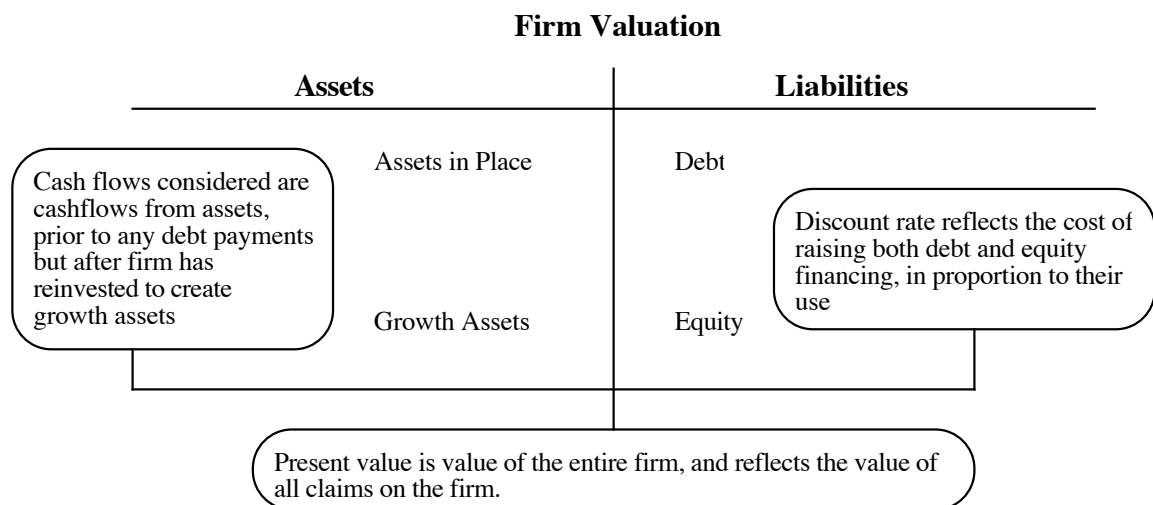 Firm Valuation
Assets
Liabilities
Assets in Place
Debt
Cash flows considered are
cashflows from assets,
prior to any debt payments
but after firm has
reinvested to create
growth assets
Discount rate reflects the cost of
raising both debt and equity
financing, in proportion to their
use
Growth Assets
Equity
Present value is value of the entire firm, and reflects the value of
all claims on the firm.